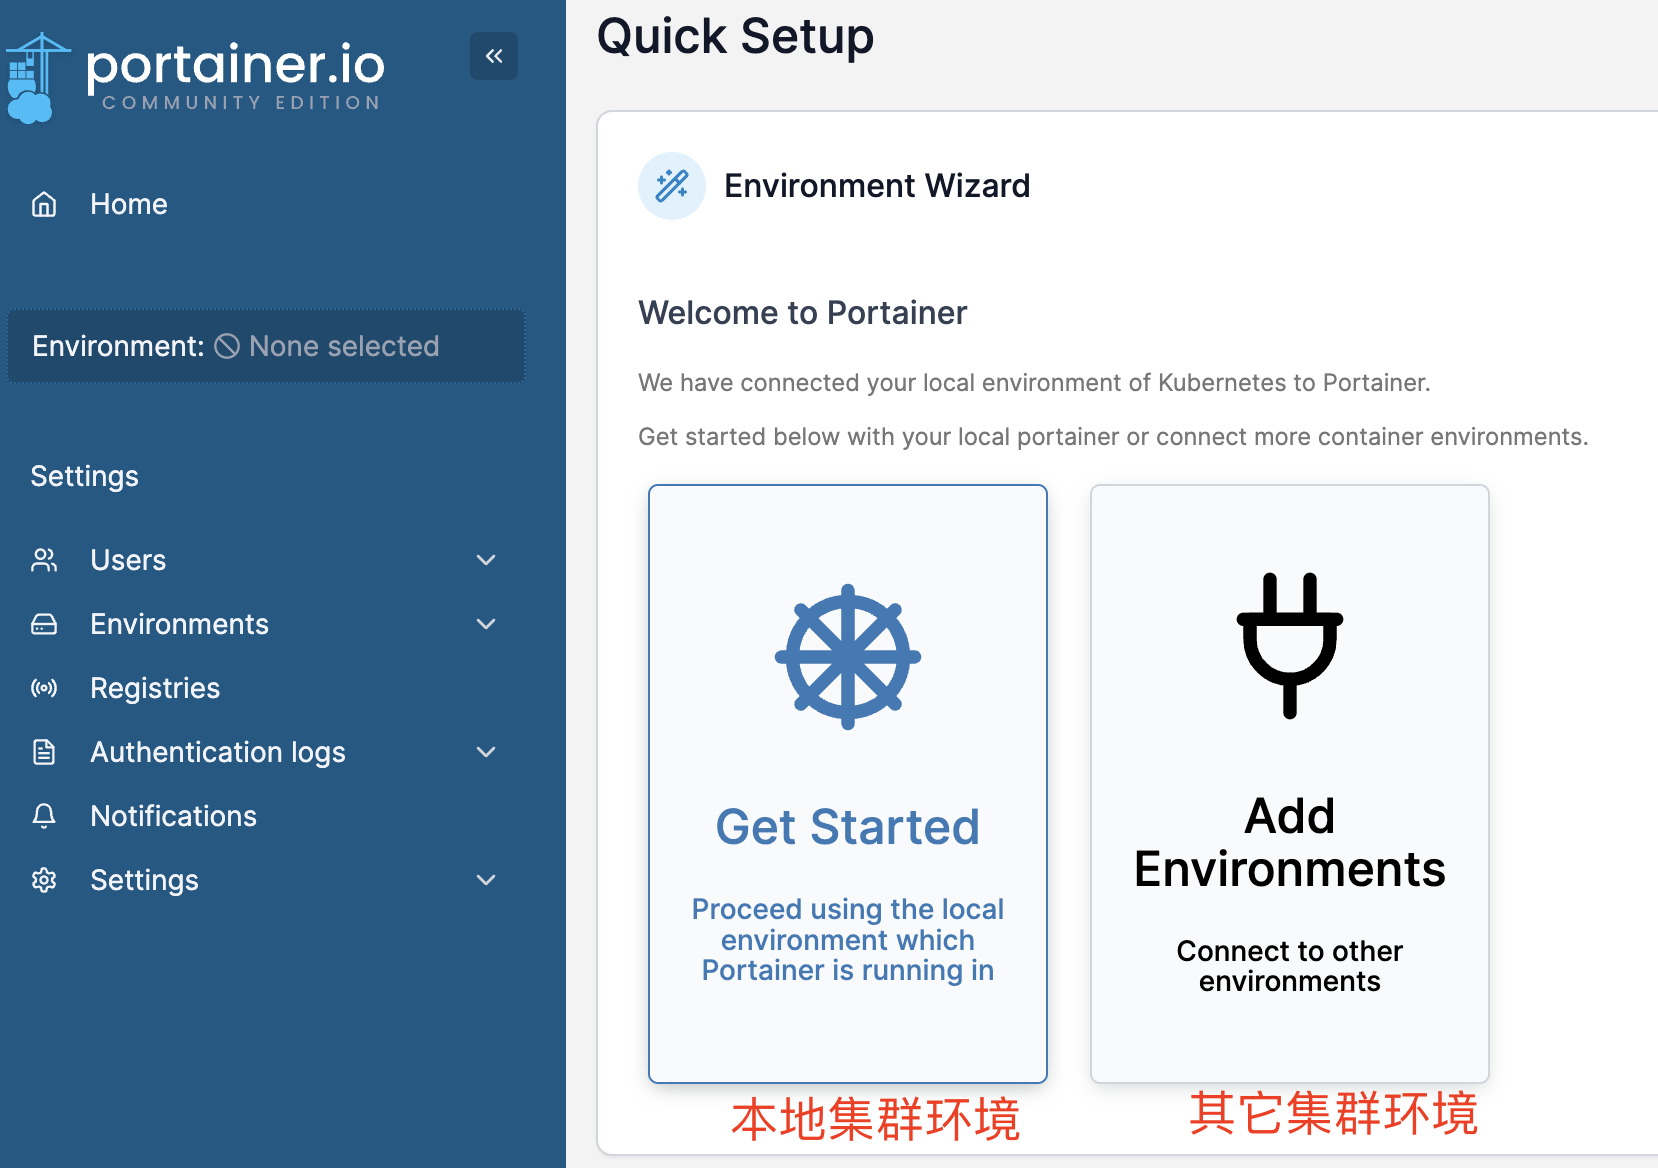 portainer.io
COMMUNITY EDITION
Home
Environment: None selected
Settings
Users
Environments
Registries
Authentication logs
Notifications
Settings
Quick Setup
Environment Wizard
Welcome to Portainer
We have connected your local environment of Kubernetes to Portainer.
Get started below with your local portainer or connect more container environments.
Get Started
Proceed using the local
environment which
Portainer is running in
Add
Environments
Connect to other
environments
本地集群环境
其它集群环境